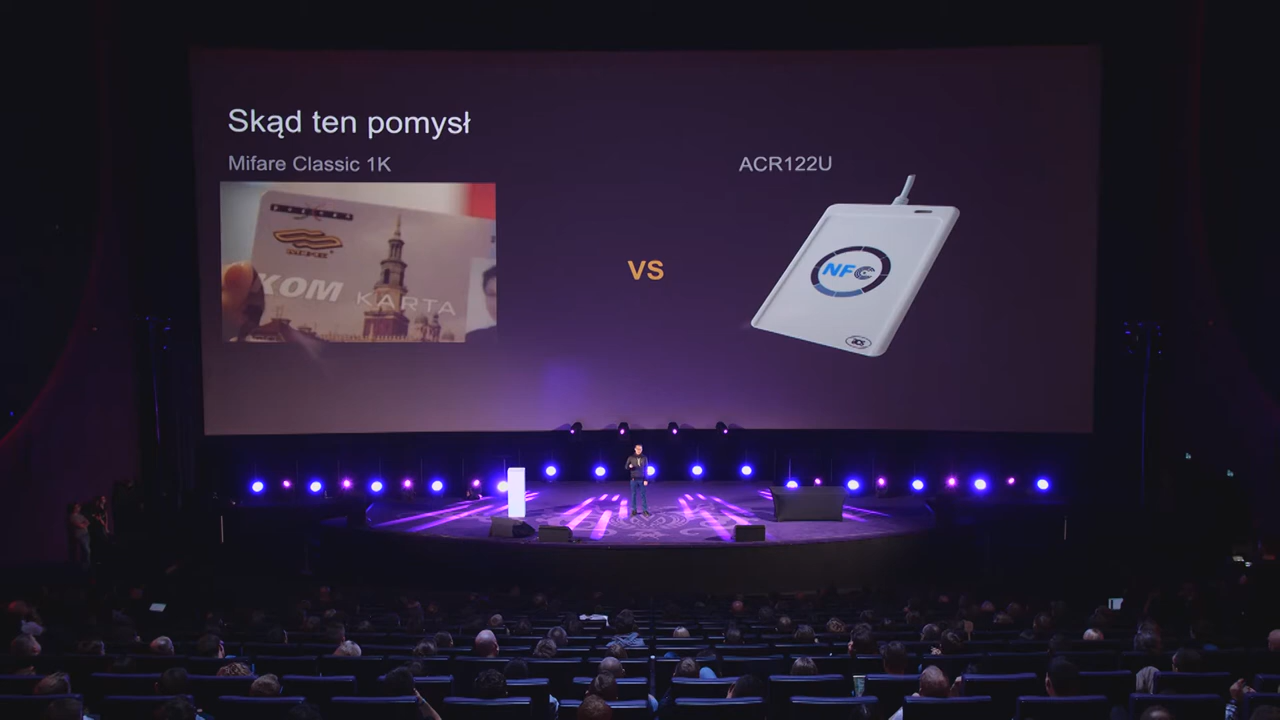 Skąd ten pomysł
Mifare Classic 1K
ACR122U
KOM KARTA
VS
NFC